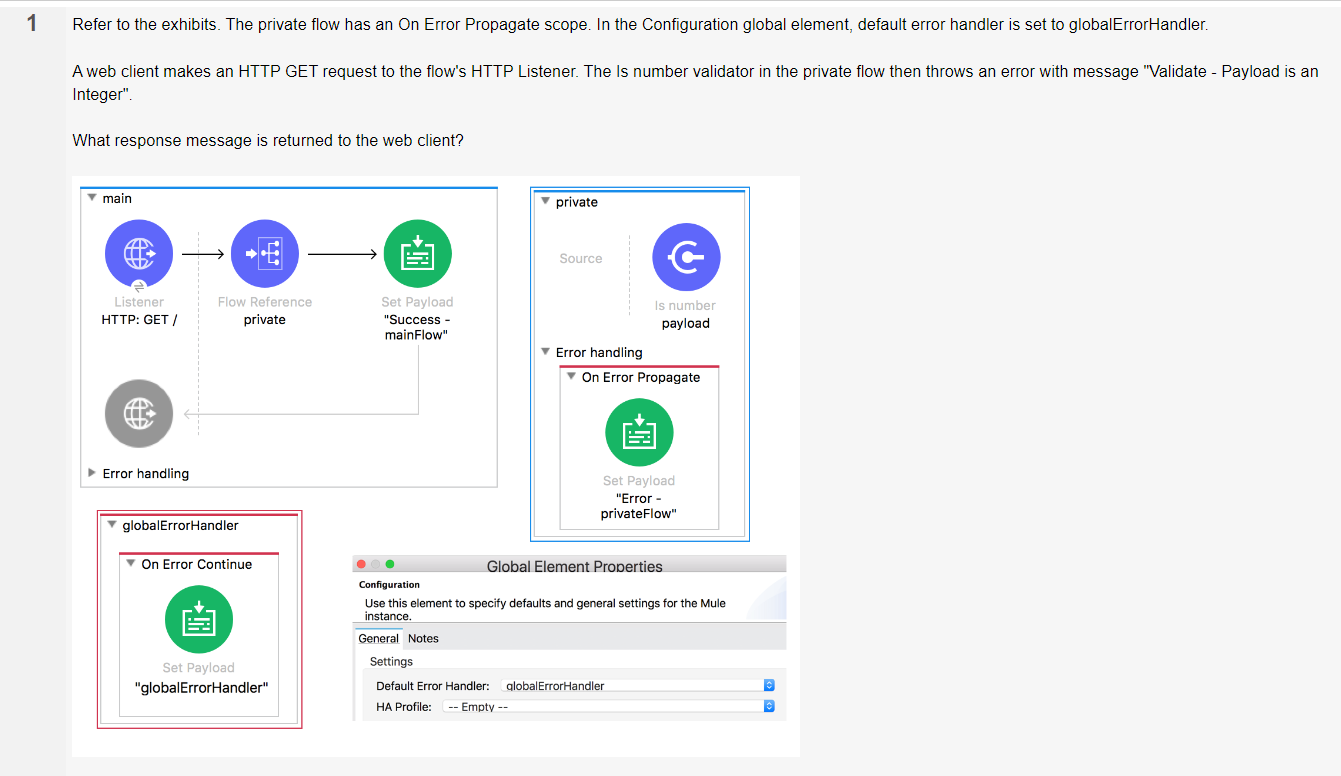 1
Refer to the exhibits. The private flow has an On Error Propagate scope. In the Configuration global element, default error handler is set to globalErrorHandler.
A web client makes an HTTP GET request to the flow's HTTP Listener. The Is number validator in the private flow then throws an error with message "Validate - Payload is an
Integer".
What response message is returned to the web client?
main
Listener
HTTP: GET /
Flow Reference
private
Set Payload
"Success -
mainFlow"
Error handling
private
Source
Is number
payload
Error handling
On Error Propagate
Set Payload
"Error -
privateFlow"
globalErrorHandler
On Error Continue
Set Payload
"globalErrorHandler"
Global Element Properties
Configuration
Use this element to specify defaults and general settings for the Mule
instance.
General Notes
Settings
Default Error Handler: globalErrorHandler
HA Profile: -- Empty --